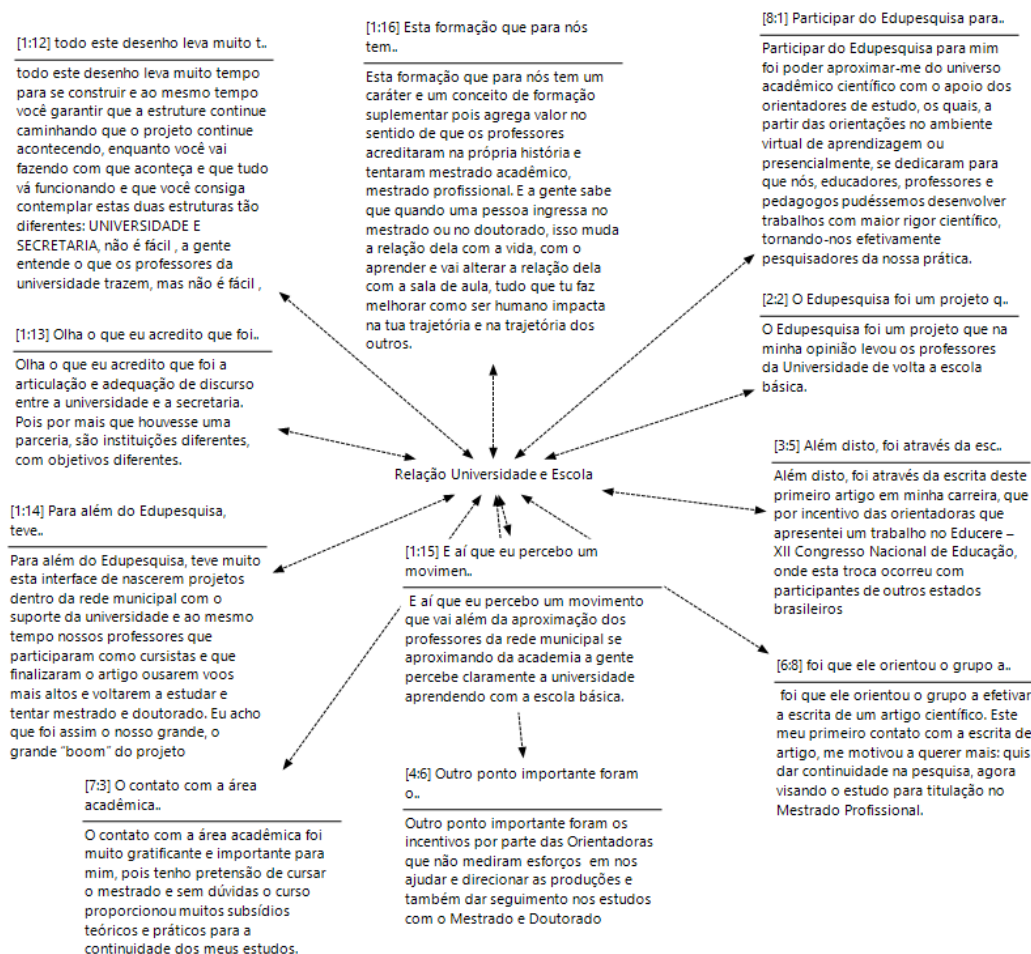 [1:12] todo este desenho leva muito t..
todo este desenho leva muito tempo
para se construir e ao mesmo tempo
você garantir que a estruture continue
caminhando que o projeto continue
acontecendo, enquanto você vai
fazendo com que aconteça e que tudo
vá funcionando e que você consiga
contemplar estas duas estruturas tão
diferentes: UNIVERSIDADE E
SECRETARIA, não é fácil , a gente
entende o que os professores da
universidade trazem, mas não é fácil ,
[1:16] Esta formação que para nós
tem..
Esta formação que para nós tem um
caráter e um conceito de formação
suplementar pois agrega valor no
sentido de que os professores
acreditaram na própria história e
tentaram mestrado acadêmico,
mestrado profissional. E a gente sabe
que quando uma pessoa ingressa no
mestrado ou no doutorado, isso muda
a relação dela com a vida, com o
aprender e vai alterar a relação dela
com a sala de aula, tudo que tu faz
melhorar como ser humano impacta
na tua trajetória e na trajetória dos
outros.
[8:1] Participar do Edupesquisa para..
Participar do Edupesquisa para mim
foi poder aproximar-me do universo
acadêmico científico com o apoio dos
orientadores de estudo, os quais, a
partir das orientações no ambiente
virtual de aprendizagem ou
presencialmente, se dedicaram para
que nós, educadores, professores e
pedagogos pudéssemos desenvolver
trabalhos com maior rigor científico,
tornando-nos efetivamente
pesquisadores da nossa prática.
[2:2] O Edupesquisa foi um projeto q..
O Edupesquisa foi um projeto que na
minha opinião levou os professores
da Universidade de volta a escola
básica.
[1:13] Olha o que eu acredito que foi..
Olha o que eu acredito que foi a
articulação e adequação de discurso
entre a universidade e a secretaria.
Pois por mais que houvesse uma
parceria, são instituições diferentes,
com objetivos diferentes.
Relação Universidade e Escola
[3:5] Além disto, foi através da esc..
Além disto, foi através da escrita deste
primeiro artigo em minha carreira, que
por incentivo das orientadoras que
apresentei um trabalho no Educere –
XII Congresso Nacional de Educação,
onde esta troca ocorreu com
participantes de outros estados
brasileiros
[1:14] Para além do Edupesquisa,
teve..
Para além do Edupesquisa, teve muito
esta interface de nascerem projetos
dentro da rede municipal com o
suporte da universidade e ao mesmo
tempo nossos professores que
participaram como cursistas e que
finalizaram o artigo ousarem voos
mais altos e voltarem a estudar e
tentar mestrado e doutorado. Eu acho
que foi assim o nosso grande, o
grande "boom" do projeto
[1:15] E aí que eu percebo um
movimen..
E aí que eu percebo um movimento
que vai além da aproximação dos
professores da rede municipal se
aproximando da academia a gente
percebe claramente a universidade
aprendendo com a escola básica.
[6:8] foi que ele orientou o grupo a..
foi que ele orientou o grupo a efetivar
a escrita de um artigo científico. Este
meu primeiro contato com a escrita de
artigo, me motivou a querer mais: quis
dar continuidade na pesquisa, agora
visando o estudo para titulação no
Mestrado Profissional.
[7:3] O contato com a área
acadêmica..
O contato com a área acadêmica foi
muito gratificante e importante para
mim, pois tenho pretensão de cursar
o mestrado e sem dúvidas o curso
proporcionou muitos subsídios
teóricos e práticos para a
continuidade dos meus estudos.
[4:6] Outro ponto importante foram
o..
Outro ponto importante foram os
incentivos por parte das Orientadoras
que não mediram esforços em nos
ajudar e direcionar as produções e
também dar seguimento nos estudos
com o Mestrado e Doutorado